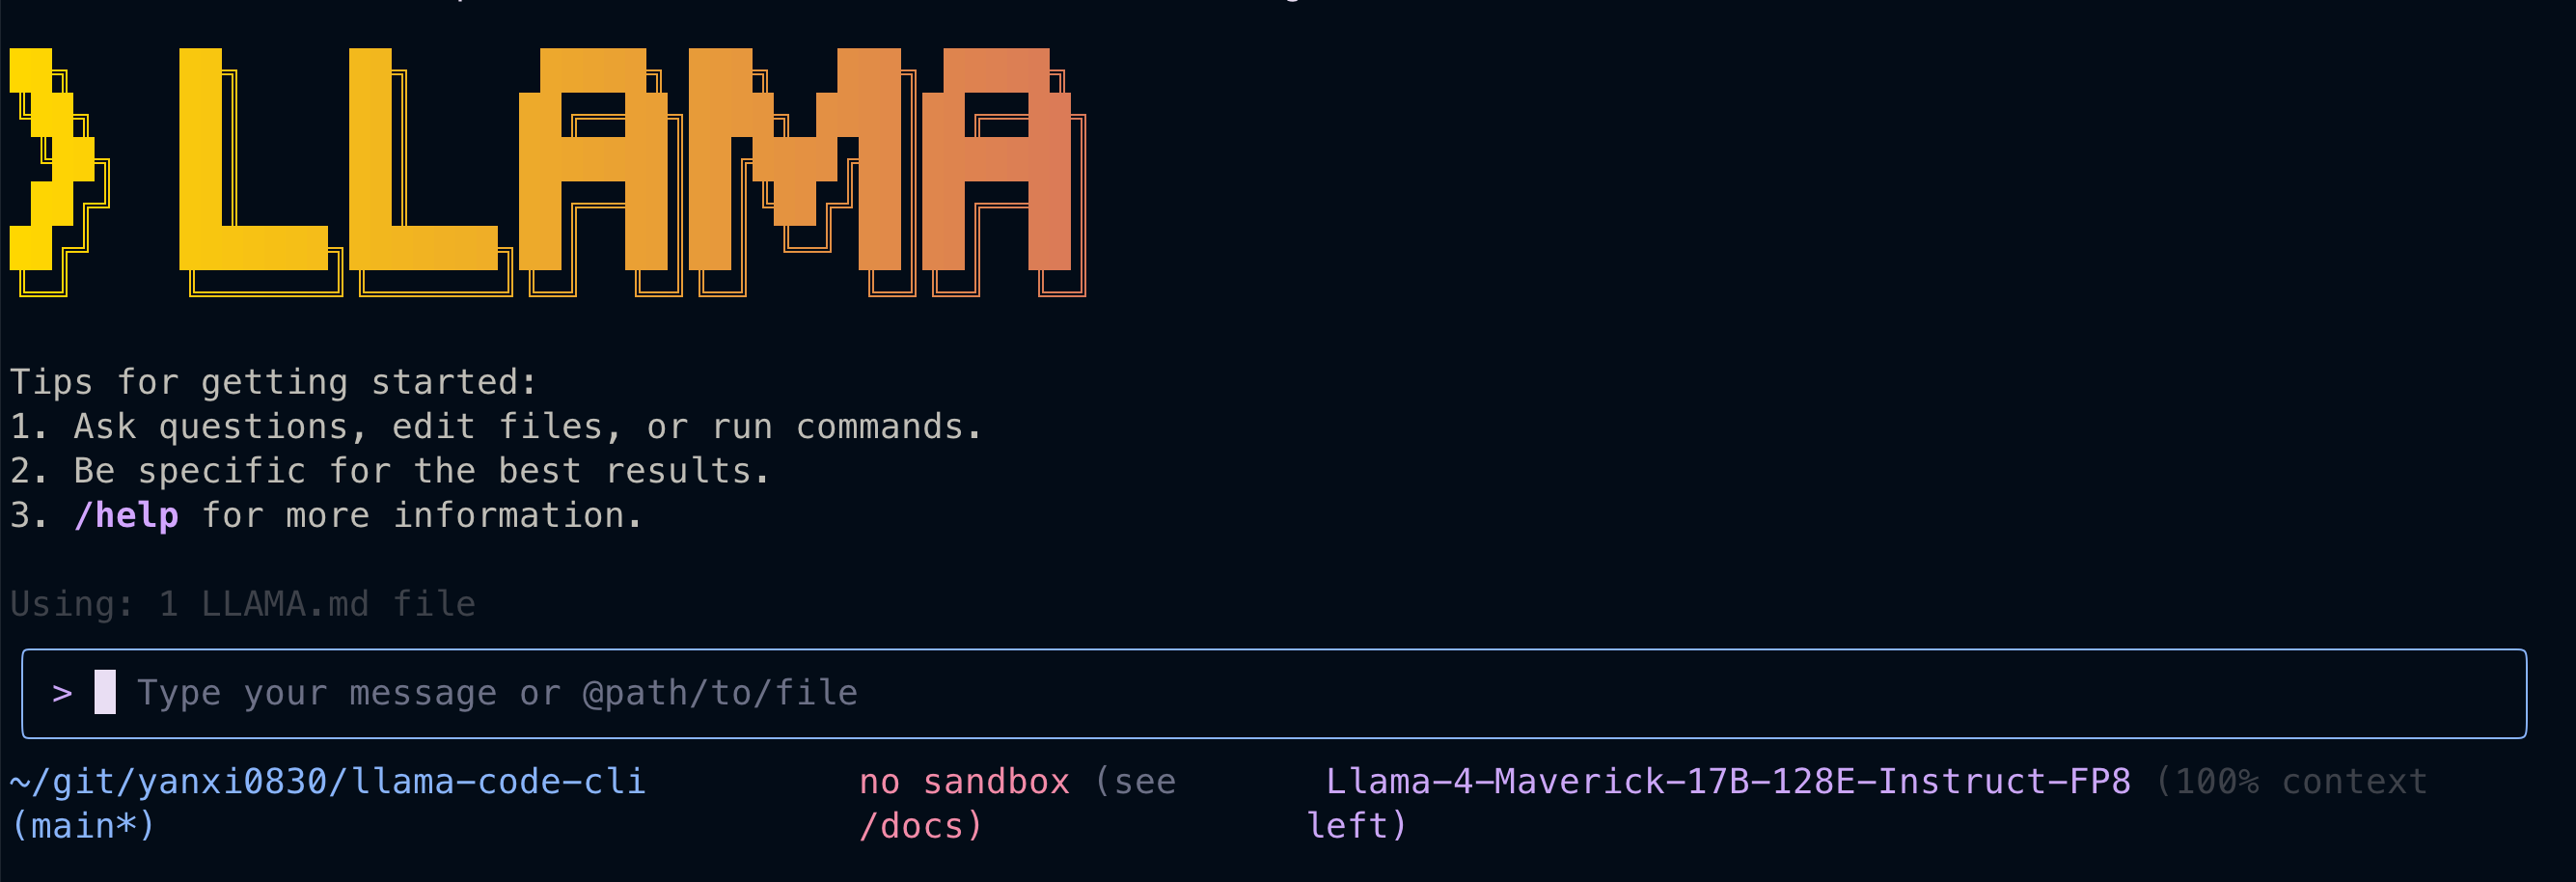 > LLAMA
Tips for getting started:
1. Ask questions, edit files, or run commands.
2. Be specific for the best results.
3. /help for more information.
Using: 1 LLAMA.md file
> Type your message or @path/to/file
~/git/yanxi0830/llama-code-cli (main*)
no sandbox (see /docs)
Llama-4-Maverick-17B-128E-Instruct-FP8 (100% context left)